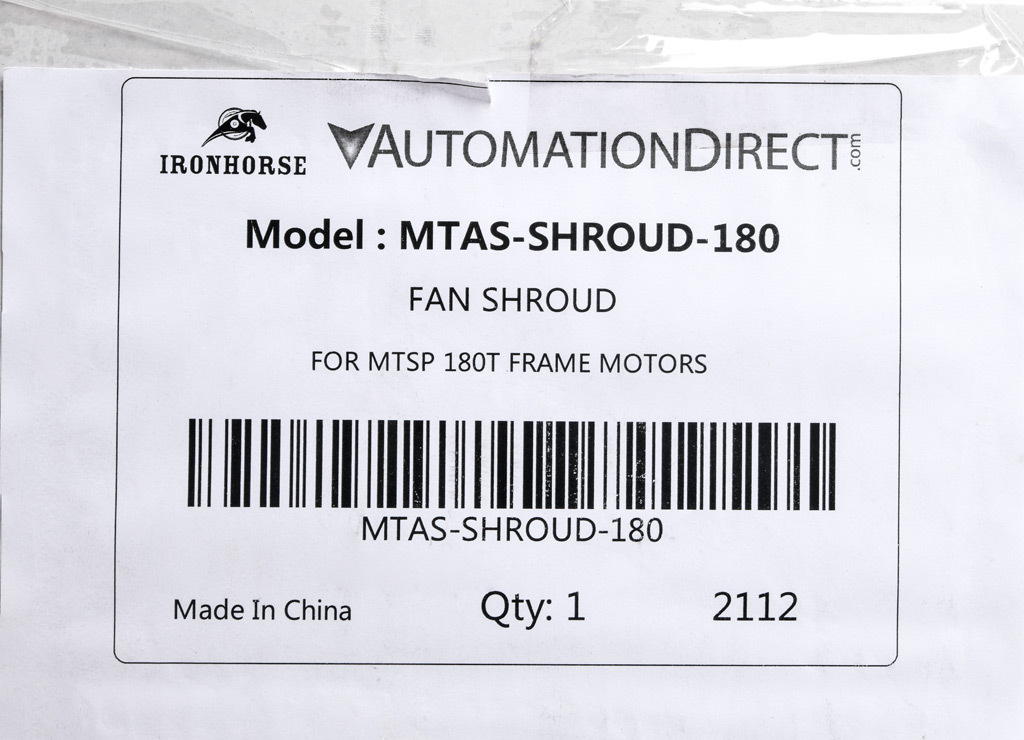 IRONHORSE
AUTOMATIONDIRECT.com
Model : MTAS-SHROUD-180
FAN SHROUD
FOR MTSP 180T FRAME MOTORS
MTAS-SHROUD-180
Made In China Qty: 1 2112